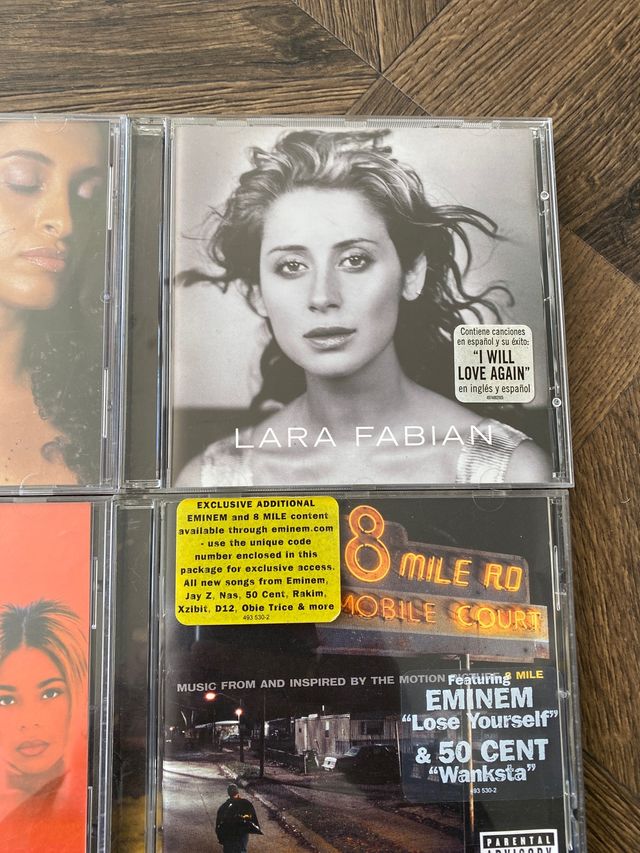 Contiene canciones
en español y su éxito:
"I WILL
LOVE AGAIN"
en inglés y español
LARA FABIAN
EXCLUSIVE ADDITIONAL
EMINEM and 8 MILE content
available through eminem.com
- use the unique code
number enclosed in this
package for exclusive access.
All new songs from Eminem,
Jay Z, Nas, 50 Cent, Rakim,
Xzibit, D12, Obie Trice & more
493 530-2
8 MILE RD
MOBILE COURT
MUSIC FROM AND INSPIRED BY THE MOTION 8 MILE
Featuring
EMINEM
"Lose Yourself"
& 50 CENT
"Wanksta"
493 530-2
PARENTAL
ADVISORY